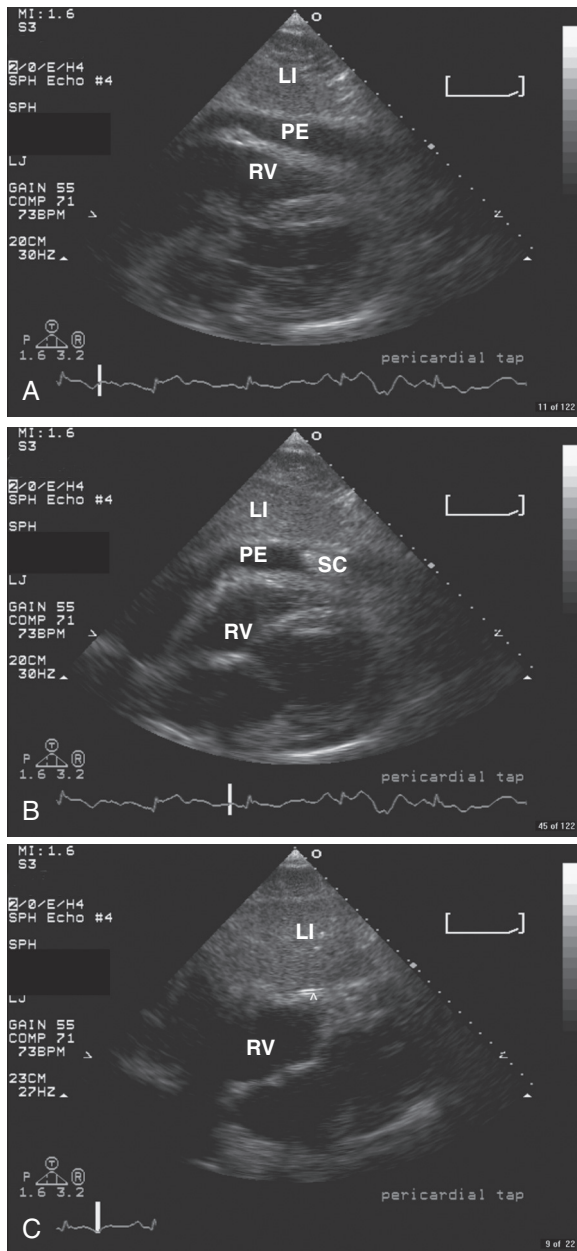 MI:1.6
S3
2/0/E/H4
SPH Echo #4
SPH
LJ
GAIN 55
COMP 71
73BPM
20CM
30HZ
P T R
1.6 3.2
LI
PE
RV
pericardial tap
A
11 of 122
MI:1.6
S3
2/0/E/H4
SPH Echo #4
SPH
LJ
GAIN 55
COMP 71
73BPM
20CM
30HZ
P T R
1.6 3.2
LI
PE
SC
RV
pericardial tap
B
45 of 122
MI:1.6
S3
2/0/E/H4
SPH Echo #4
SPH
LJ
GAIN 55
COMP 71
73BPM
23CM
27HZ
P T R
1.6 3.2
LI
RV
pericardial tap
C
9 of 22